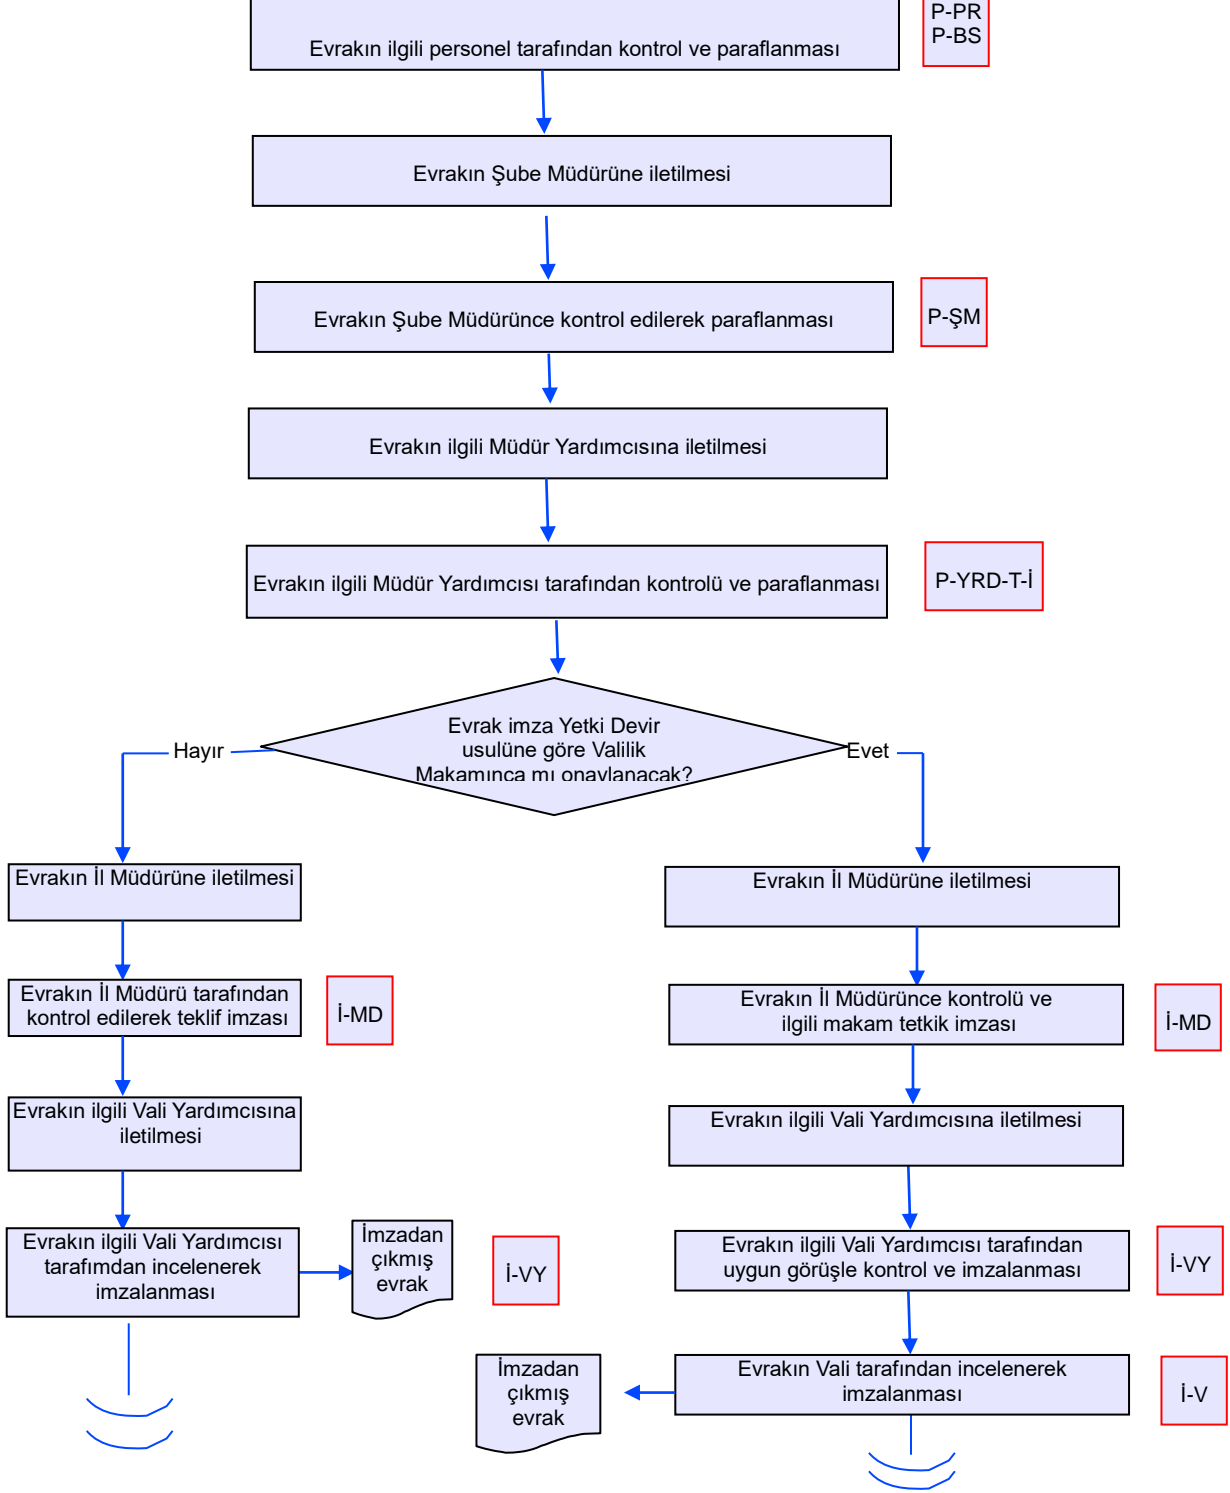 P-PR
P-BS
Evrakın ilgili personel tarafından kontrol ve paraflanması
Evrakın Şube Müdürüne iletilmesi
Evrakın Şube Müdürünce kontrol edilerek paraflanması
P-ŞM
Evrakın ilgili Müdür Yardımcısına iletilmesi
Evrakın ilgili Müdür Yardımcısı tarafından kontrolü ve paraflanması
P-YRD-T-İ
Evrak imza Yetki Devir
usulüne göre Valilik
Makamınca mı onaylanacak?
Hayır
Evet
Evrakın İl Müdürüne iletilmesi
Evrakın İl Müdürü tarafından
kontrol edilerek teklif imzası
İ-MD
Evrakın ilgili Vali Yardımcısına
iletilmesi
Evrakın ilgili Vali Yardımcısı
tarafımdan incelenerek
imzalanması
İmzadan
çıkmış
evrak
İ-VY
Evrakın İl Müdürüne iletilmesi
Evrakın İl Müdürünce kontrolü ve
ilgili makam tetkik imzası
İ-MD
Evrakın ilgili Vali Yardımcısına iletilmesi
Evrakın ilgili Vali Yardımcısı tarafından
uygun görüşle kontrol ve imzalanması
İ-VY
Evrakın Vali tarafından incelenerek
imzalanması
İ-V
İmzadan
çıkmış
evrak